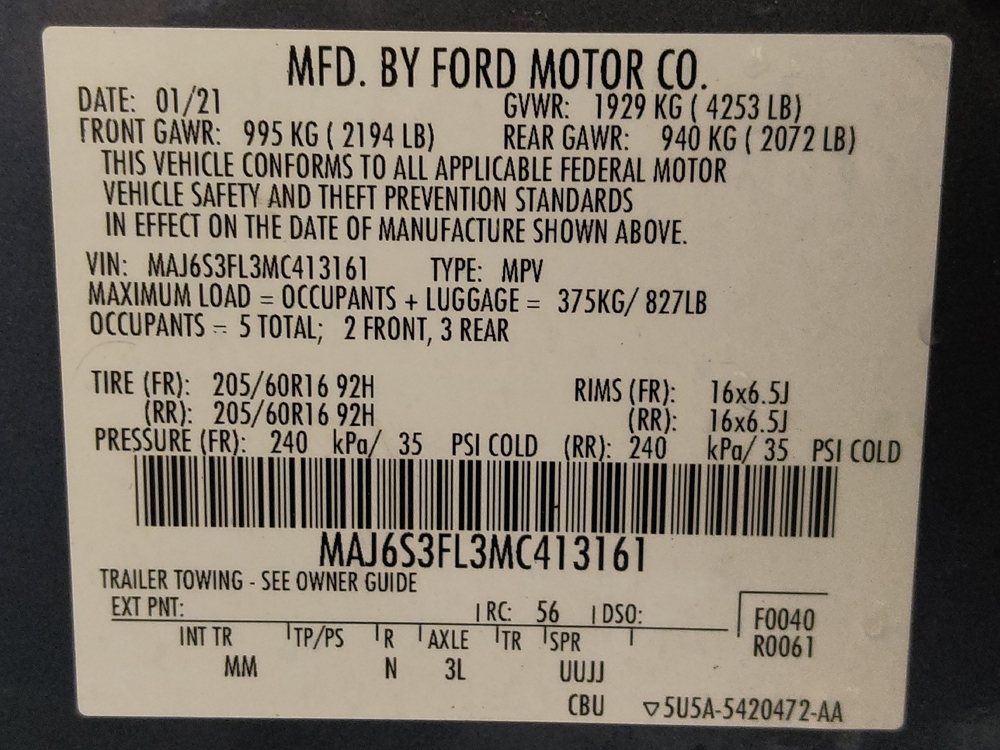 MFD. BY FORD MOTOR CO.
DATE: 01/21 GVWR: 1929 KG ( 4253 LB)
FRONT GAWR: 995 KG ( 2194 LB) REAR GAWR: 940 KG ( 2072 LB)
THIS VEHICLE CONFORMS TO ALL APPLICABLE FEDERAL MOTOR
VEHICLE SAFETY AND THEFT PREVENTION STANDARDS
IN EFFECT ON THE DATE OF MANUFACTURE SHOWN ABOVE.
VIN: MAJ6S3FL3MC413161 TYPE: MPV
MAXIMUM LOAD = OCCUPANTS + LUGGAGE = 375KG/ 827LB
OCCUPANTS = 5 TOTAL; 2 FRONT, 3 REAR
TIRE (FR): 205/60R16 92H RIMS (FR): 16x6.5J
(RR): 205/60R16 92H (RR): 16x6.5J
PRESSURE (FR): 240 kPa/ 35 PSI COLD (RR): 240 kPa/ 35 PSI COLD
MAJ6S3FL3MC413161
TRAILER TOWING - SEE OWNER GUIDE
EXT PNT: RC: 56 DSO: F0040
INT TR TP/PS R AXLE TR SPR R0061
MM N 3L UUJJ
CBU ▽5U5A-5420472-AA